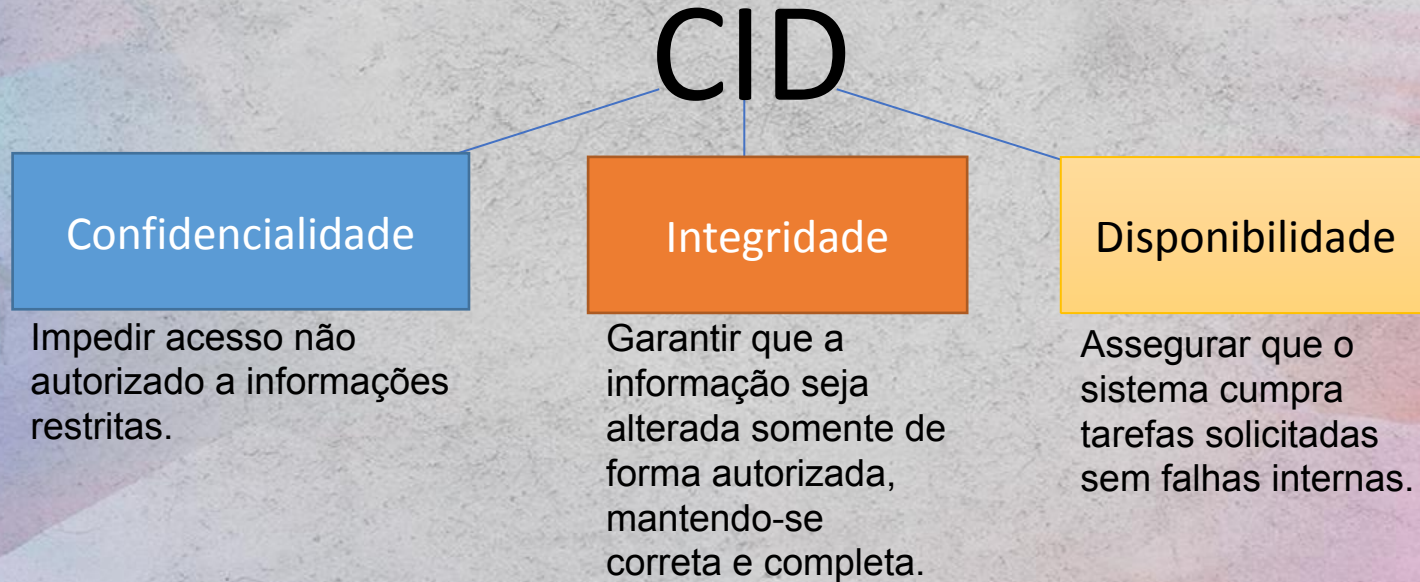 CID
Confidencialidade
Impedir acesso não
autorizado a informações
restritas.
Integridade
Garantir que a
informação seja
alterada somente de
forma autorizada,
mantendo-se
correta e completa.
Disponibilidade
Assegurar que o
sistema cumpra
tarefas solicitadas
sem falhas internas.